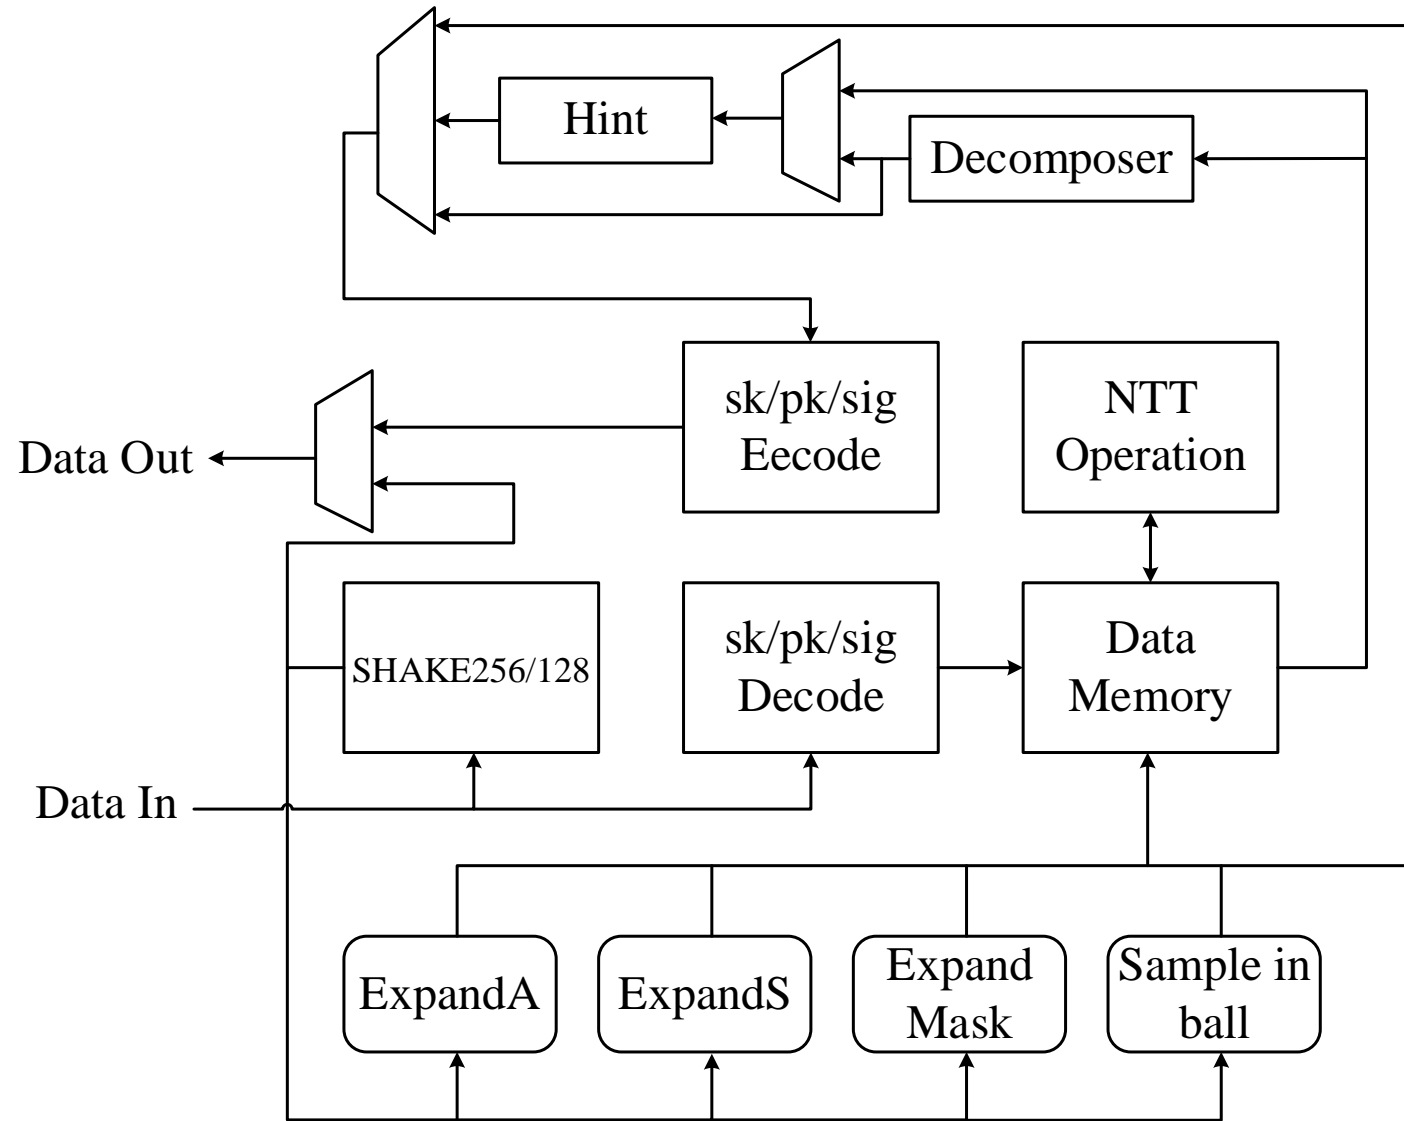 Hint
Decomposer
sk/pk/sig
Eecode
NTT
Operation
Data Out
SHAKE256/128
sk/pk/sig
Decode
Data
Memory
Data In
ExpandA
ExpandS
Expand
Mask
Sample in
ball